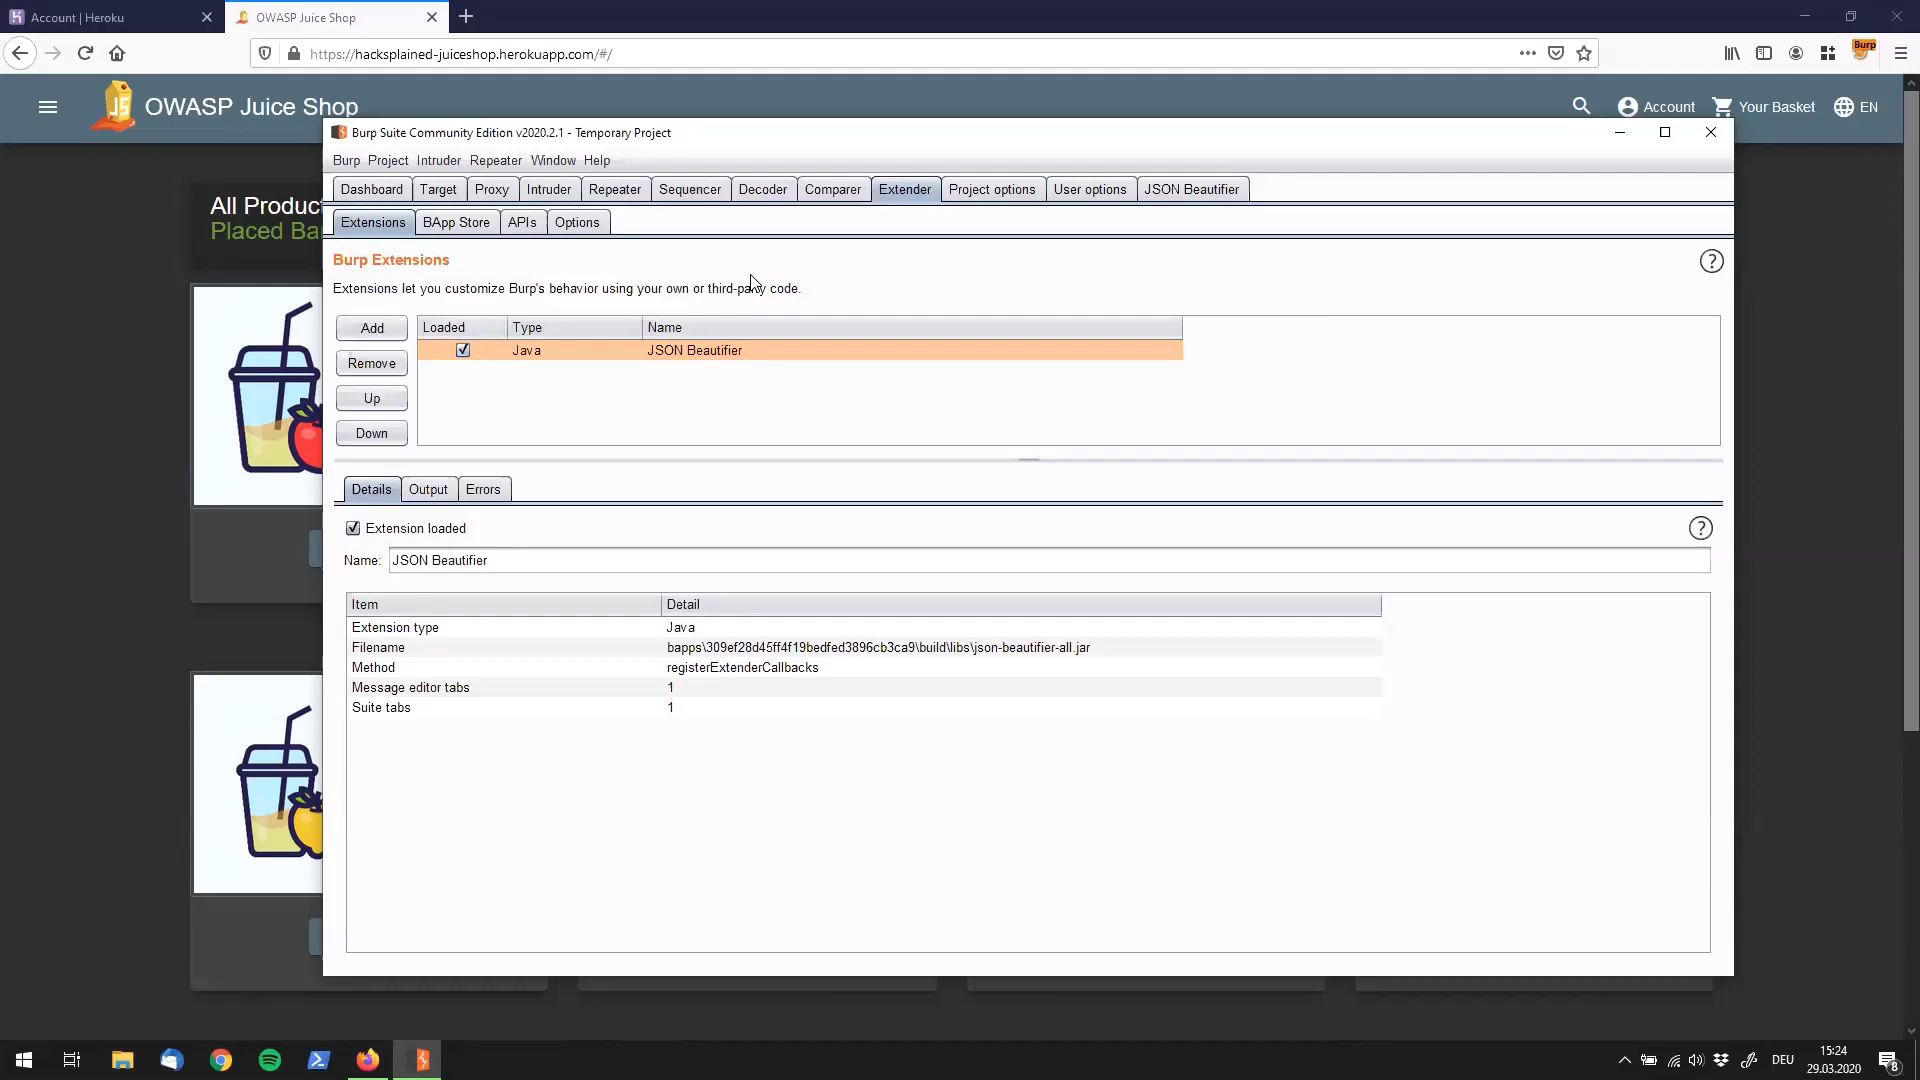 Account | Heroku
OWASP Juice Shop
https://hacksplained-juiceshop.herokuapp.com/#/
Burp
JS
OWASP Juice Shop
Account
Your Basket
EN
Burp Suite Community Edition v2020.2.1 - Temporary Project
Burp Project Intruder Repeater Window Help
Dashboard Target Proxy Intruder Repeater Sequencer Decoder Comparer Extender Project options User options JSON Beautifier
Extensions BApp Store APIs Options
All Produc
Placed Ba
Burp Extensions
?
Extensions let you customize Burp's behavior using your own or third-party code.
Add
Remove
Up
Down
Loaded Type Name
Java JSON Beautifier
Details Output Errors
Extension loaded
?
Name: JSON Beautifier
Item Detail
Extension type Java
Filename bapps\309ef28d45ff4f19bedfed3896cb3ca9\build\libs\json-beautifier-all.jar
Method registerExtenderCallbacks
Message editor tabs 1
Suite tabs 1
DEU
15:24
29.03.2020
8